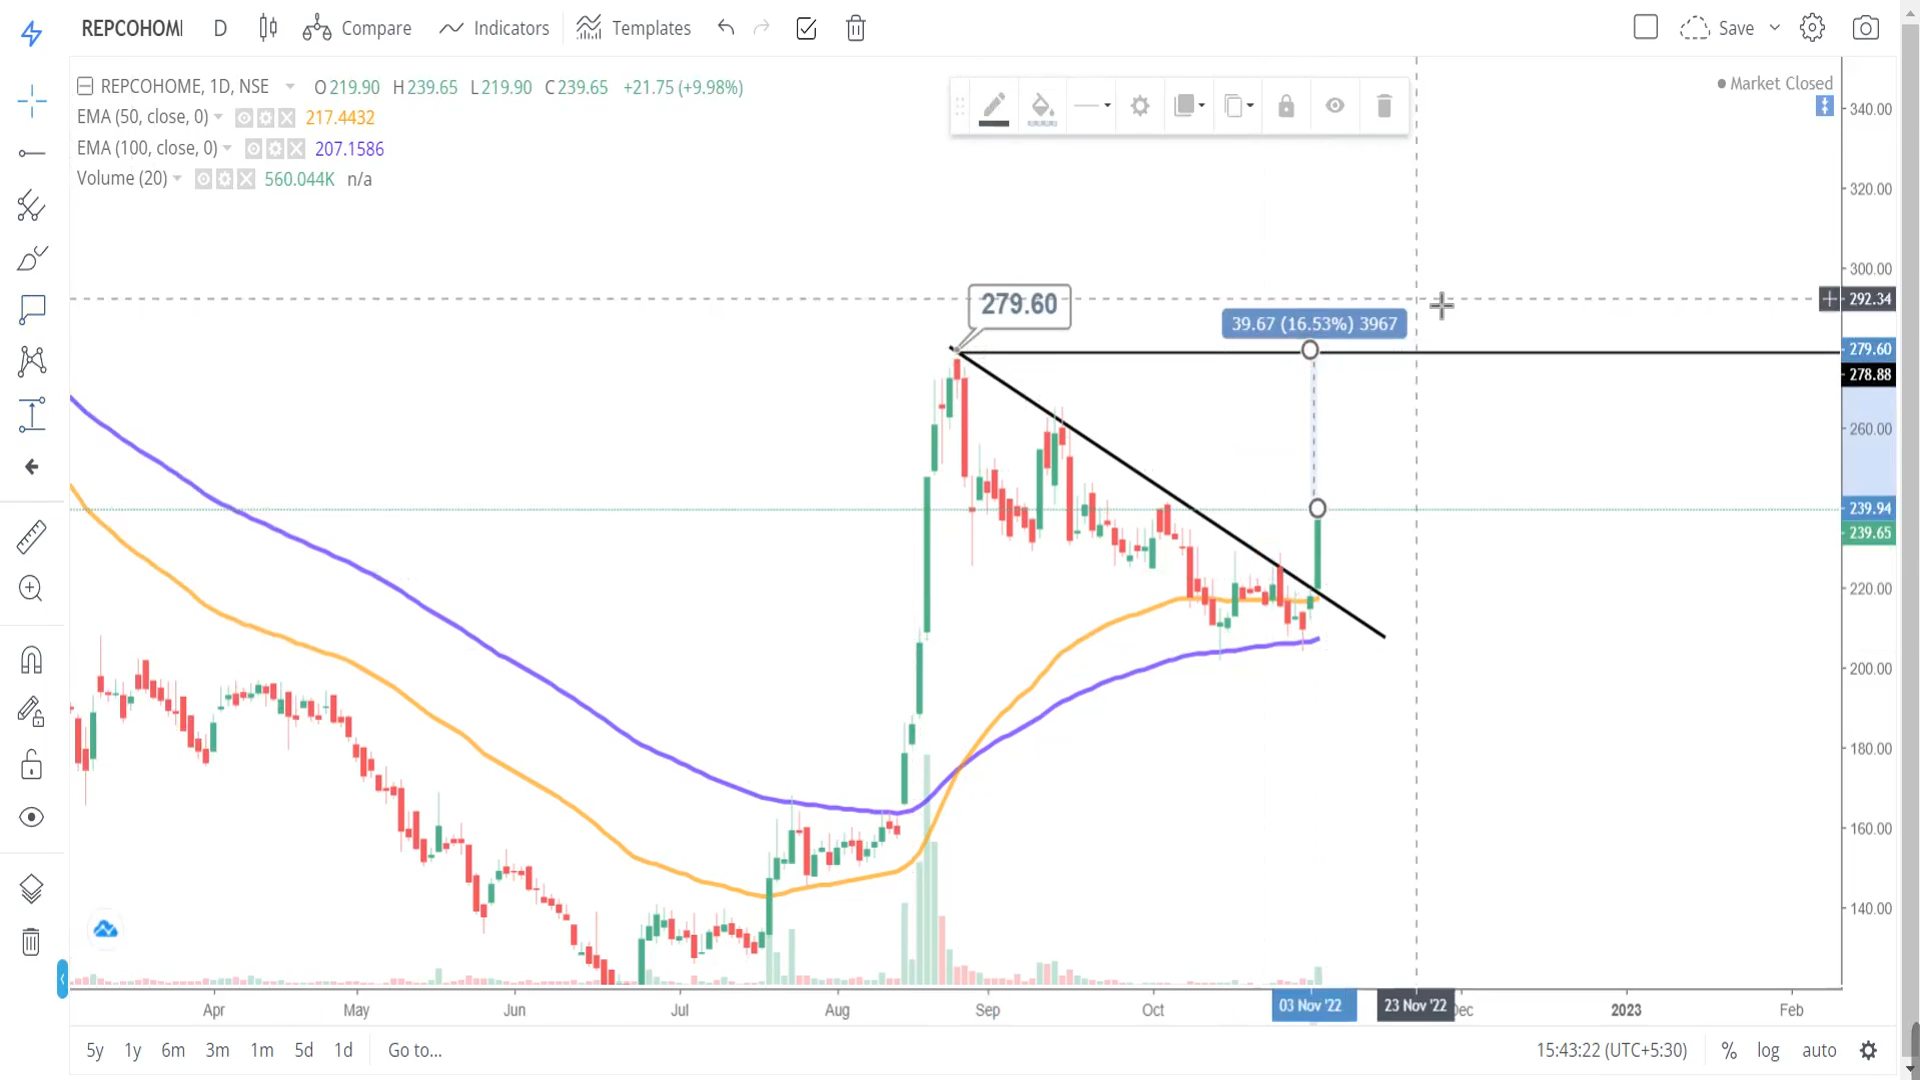 REPCOHOMI D Compare Indicators Templates Save
REPCOHOME, 1D, NSE O219.90 H239.65 L219.90 C239.65 +21.75 (+9.98%)
Market Closed
EMA (50, close, 0) 217.4432
EMA (100, close, 0) 207.1586
Volume (20) 560.044K n/a
340.00
320.00
300.00
292.34
279.60
39.67 (16.53%) 3967
279.60
278.88
260.00
239.94
239.65
220.00
200.00
180.00
160.00
140.00
Apr May Jun Jul Aug Sep Oct 03 Nov '22 23 Nov '22 Dec 2023 Feb
5y 1y 6m 3m 1m 5d 1d Go to... 15:43:22 (UTC+5:30) % log auto